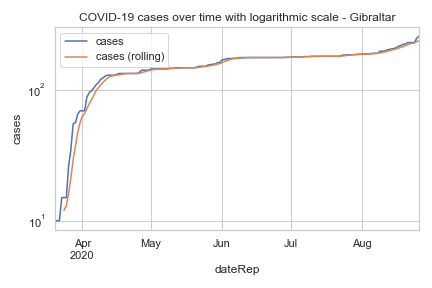 COVID-19 cases over time with logarithmic scale - Gibraltar
cases
cases (rolling)
10²
10¹
cases
Apr May Jun Jul Aug
2020
dateRep